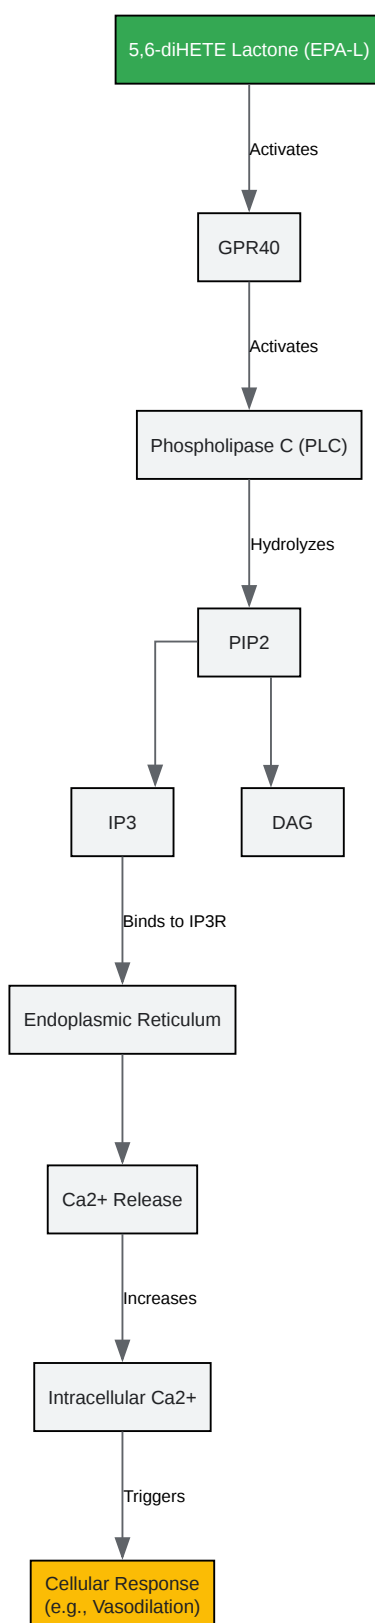 5,6-diHETE Lactone (EPA-L)
Activates
GPR40
Activates
Phospholipase C (PLC)
Hydrolyzes
PIP2
IP3
DAG
Binds to IP3R
Endoplasmic Reticulum
Ca2+ Release
Increases
Intracellular Ca2+
Triggers
Cellular Response
(e.g., Vasodilation)